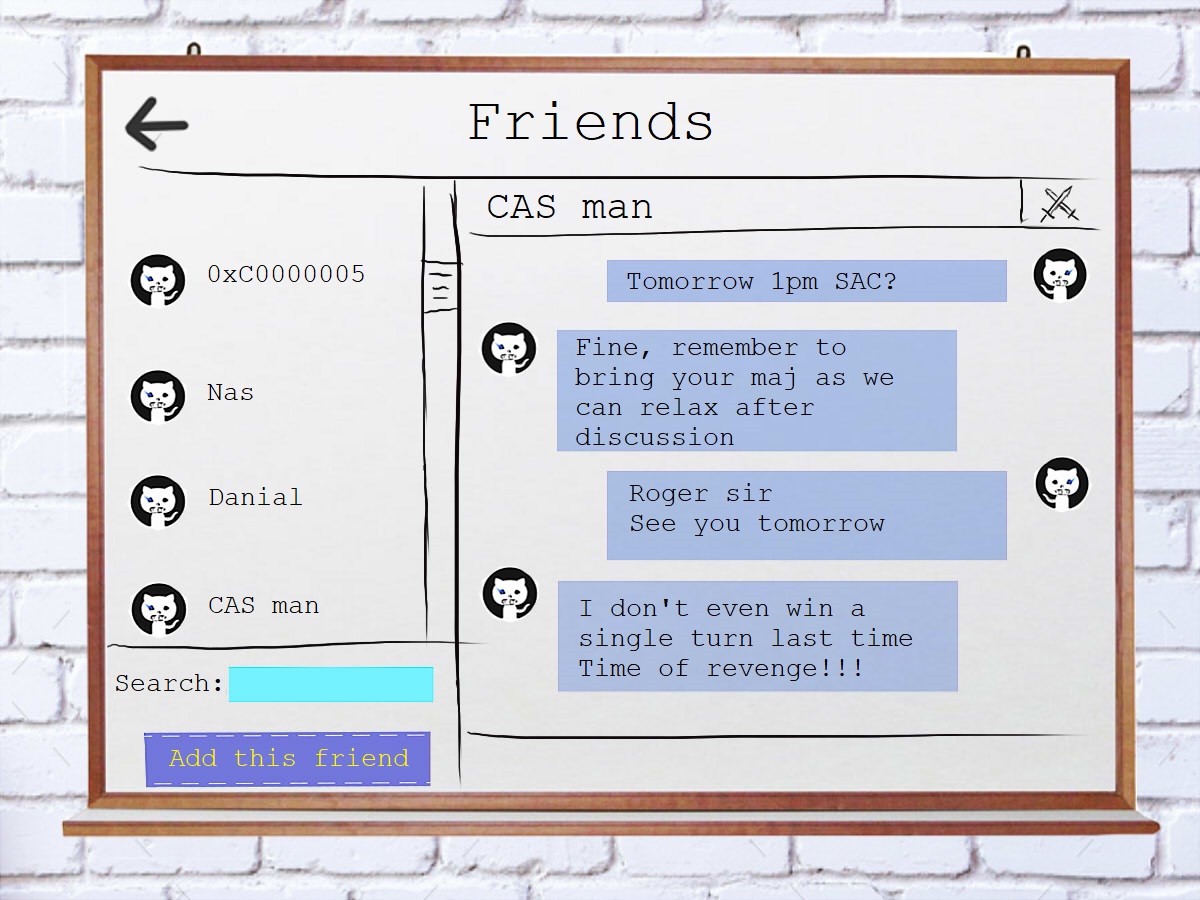 Friends
0xC0000005
Nas
Danial
CAS man
Search:
Add this friend
CAS man
Tomorrow 1pm SAC?
Fine, remember to
bring your maj as we
can relax after
discussion
Roger sir
See you tomorrow
I don't even win a
single turn last time
Time of revenge!!!